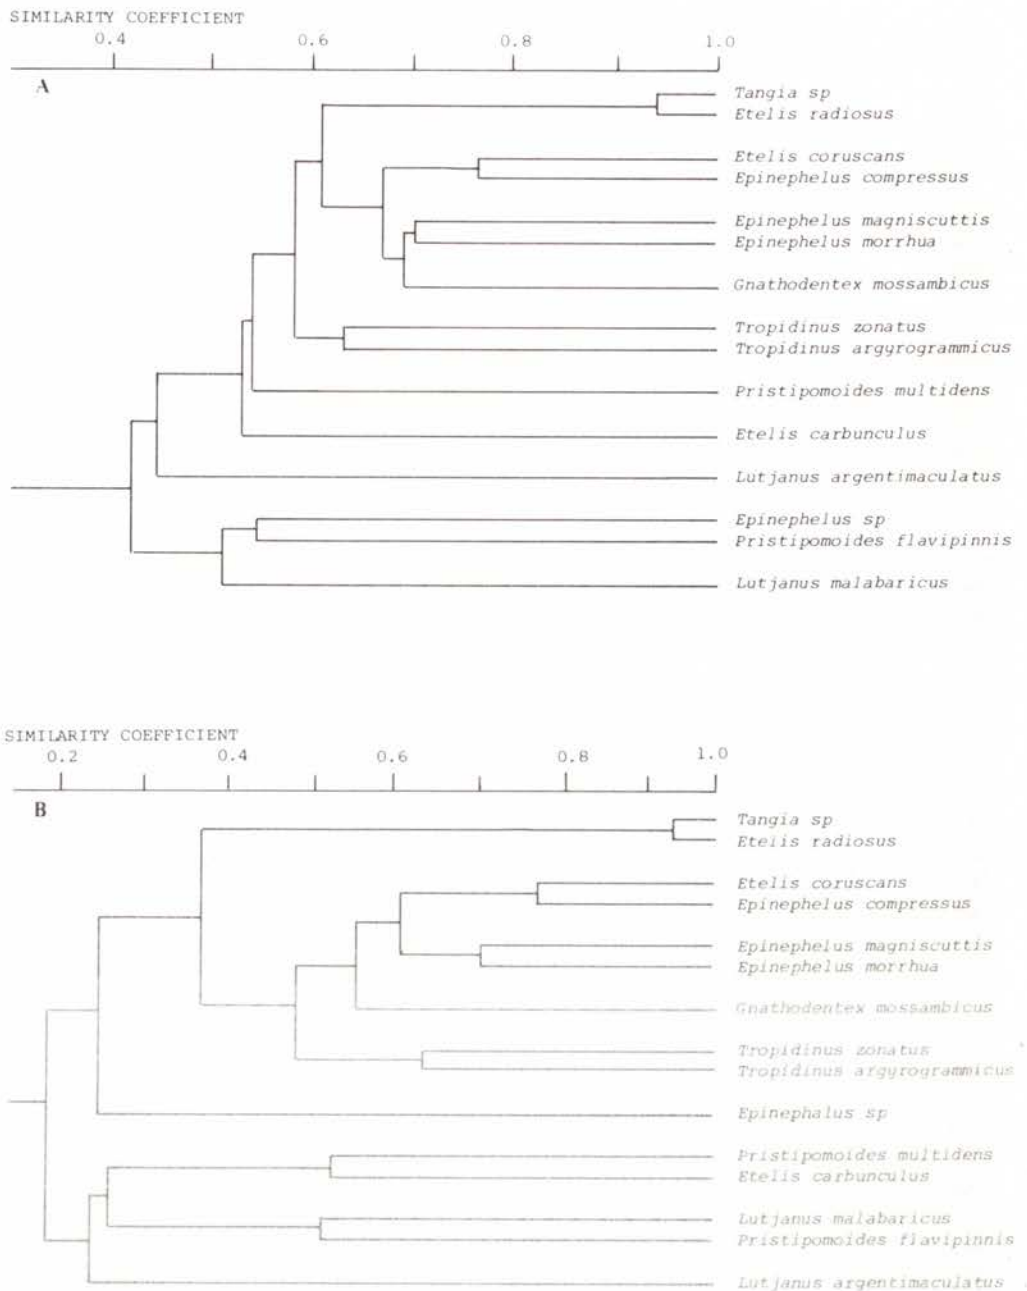 SIMILARITY COEFFICIENT
0.4 0.6 0.8 1.0
A
Tangia sp
Etelis radiosus
Etelis coruscans
Epinephelus compressus
Epinephelus magniscuttis
Epinephelus morrhua
Gnathodentex mossambicus
Tropidinus zonatus
Tropidinus argyrogrammicus
Pristipomoides multidens
Etelis carbunculus
Lutjanus argentimaculatus
Epinephelus sp
Pristipomoides flavipinnis
Lutjanus malabaricus
SIMILARITY COEFFICIENT
0.2 0.4 0.6 0.8 1.0
B
Tangia sp
Etelis radiosus
Etelis coruscans
Epinephelus compressus
Epinephelus magniscuttis
Epinephelus morrhua
Gnathodentex mossambicus
Tropidinus zonatus
Tropidinus argyrogrammicus
Epinephalus sp
Pristipomoides multidens
Etelis carbunculus
Lutjanus malabaricus
Pristipomoides flavipinnis
Lutjanus argentimaculatus